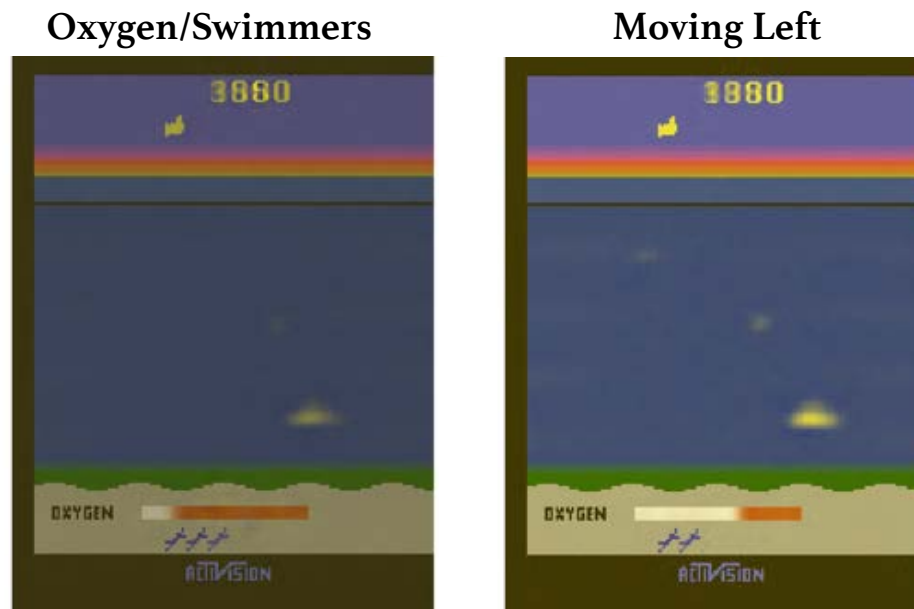 Oxygen/Swimmers
3880
OXYGEN
ACTIVISION
Moving Left
3880
OXYGEN
ACTIVISION